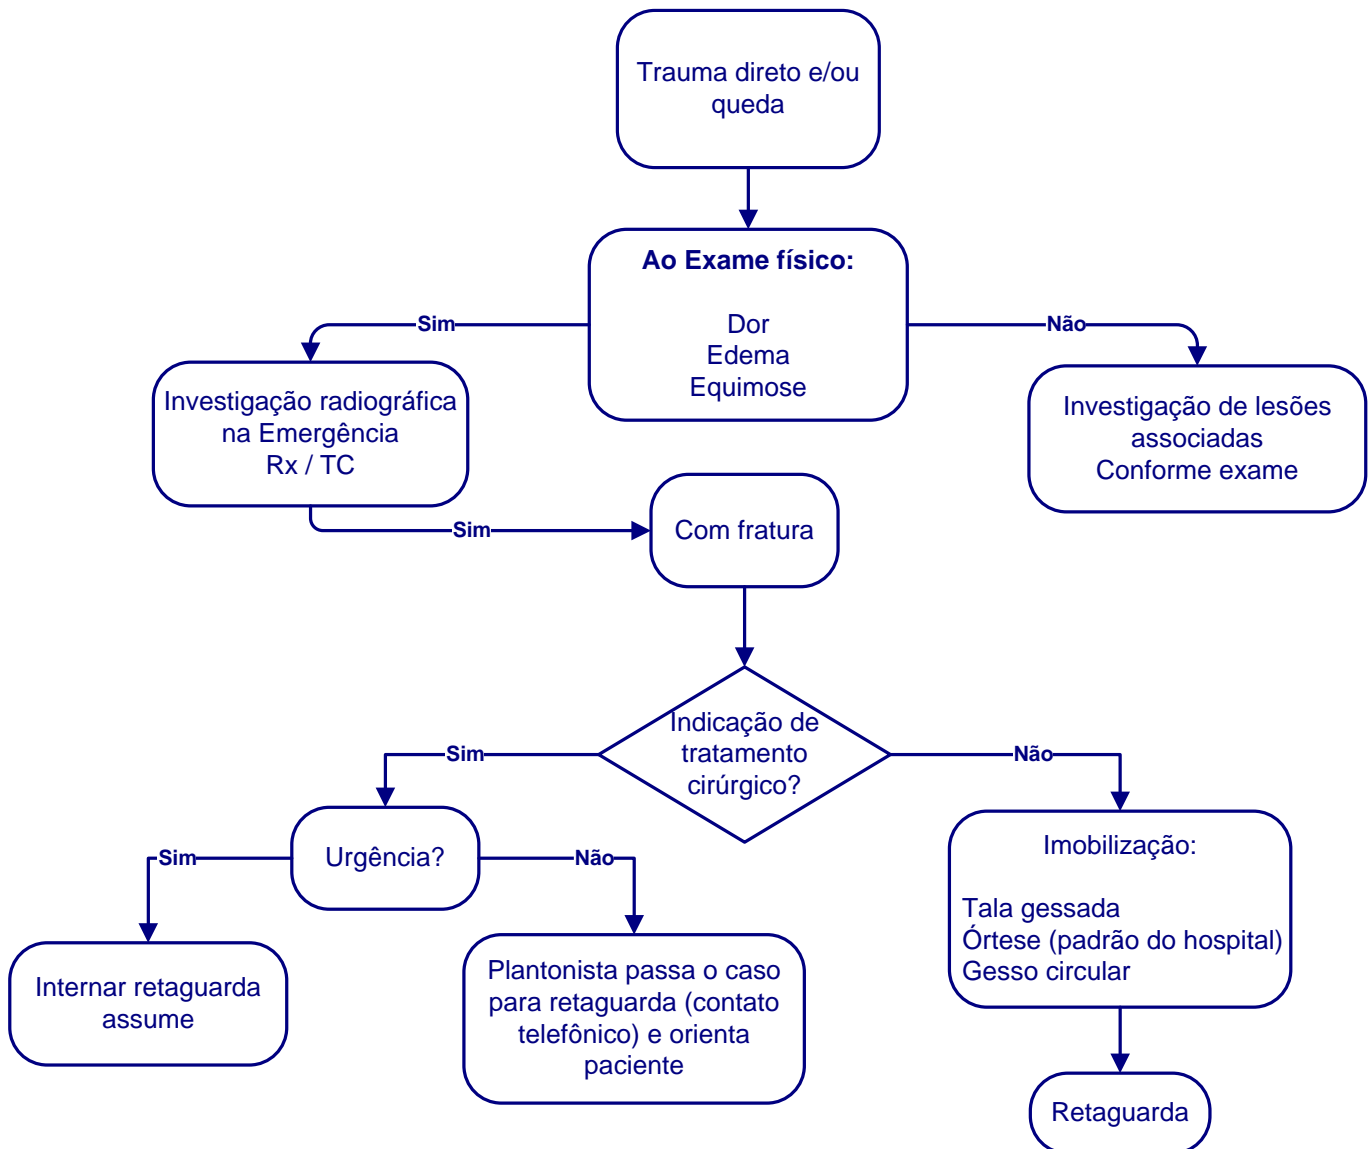 Trauma direto e/ou
queda
Ao Exame físico:
Dor
Edema
Equimose
Sim
Não
Investigação radiográfica
na Emergência
Rx / TC
Investigação de lesões
associadas
Conforme exame
Sim
Com fratura
Indicação de
tratamento
cirúrgico?
Sim
Não
Urgência?
Sim
Não
Imobilização:
Tala gessada
Órtese (padrão do hospital)
Gesso circular
Internar retaguarda
assume
Plantonista passa o caso
para retaguarda (contato
telefônico) e orienta
paciente
Retaguarda